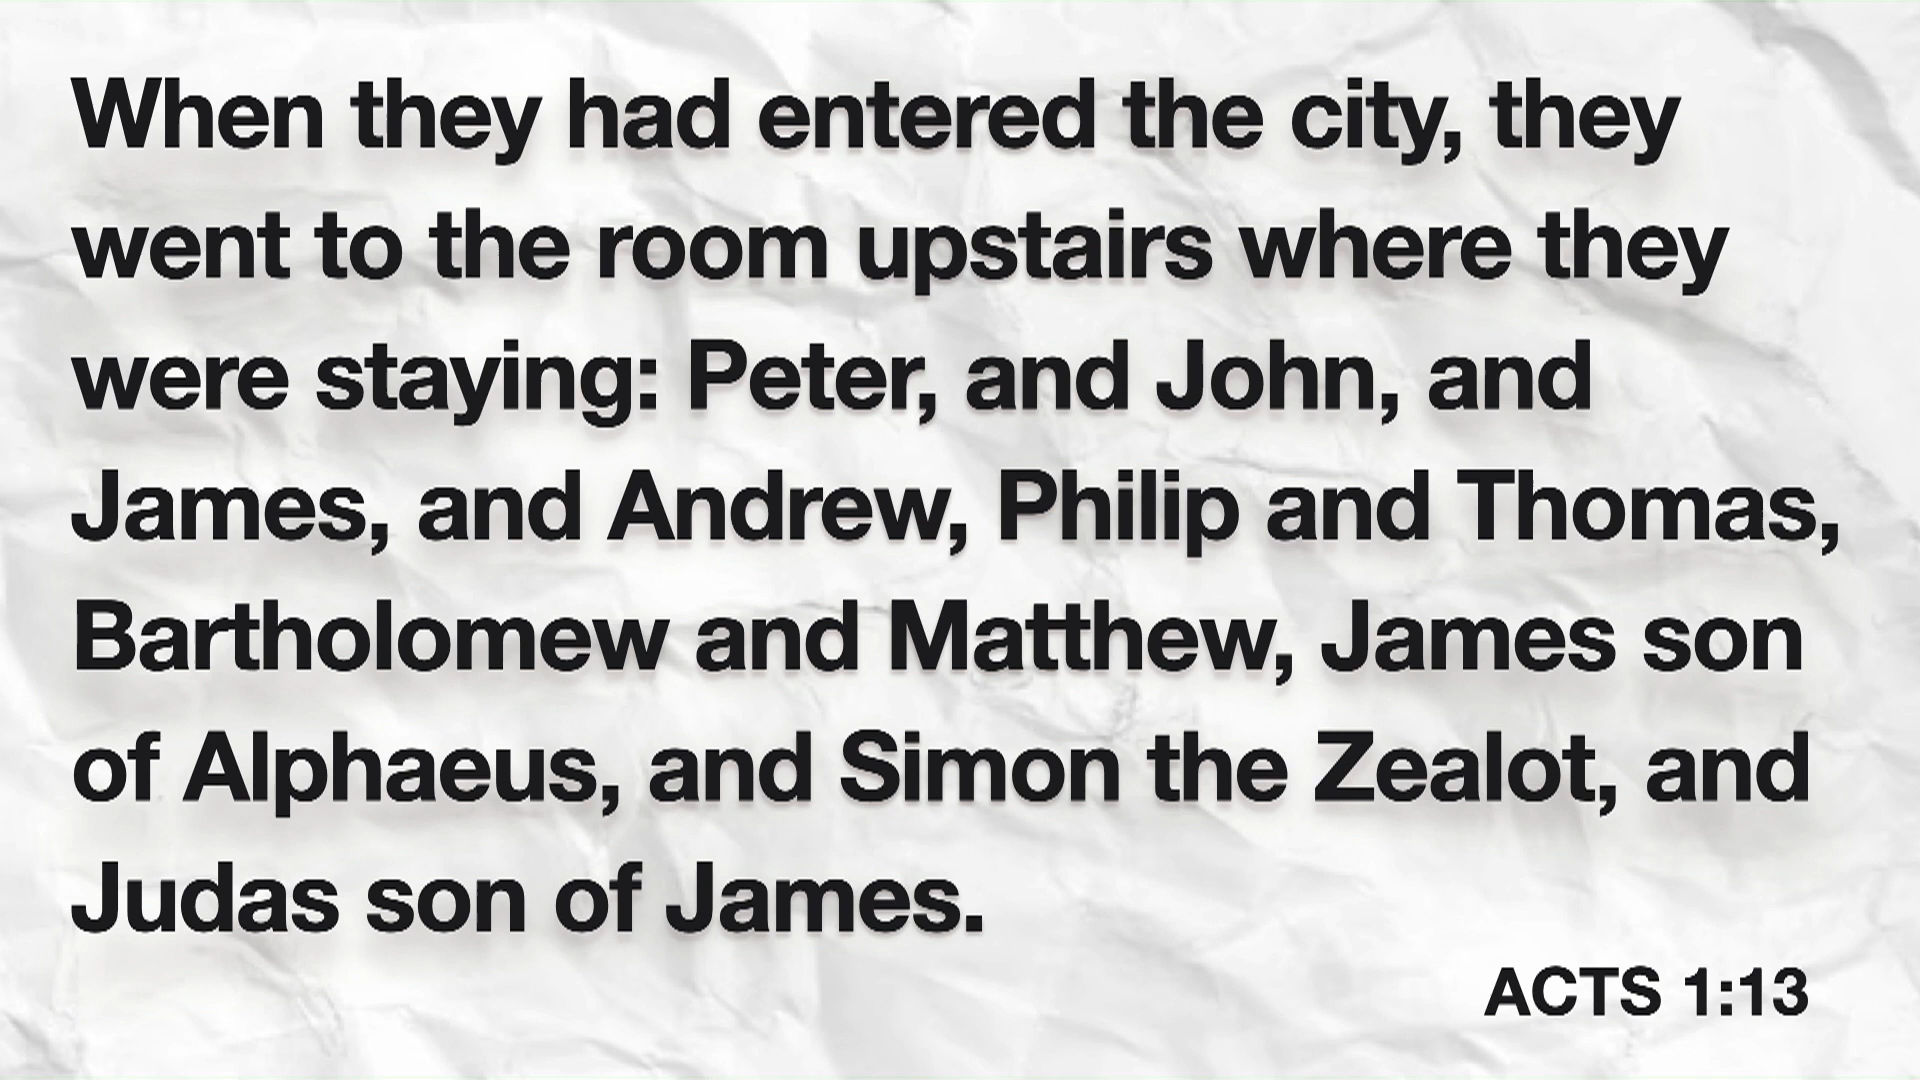 When they had entered the city, they
went to the room upstairs where they
were staying: Peter, and John, and
James, and Andrew, Philip and Thomas,
Bartholomew and Matthew, James son
of Alphaeus, and Simon the Zealot, and
Judas son of James.
ACTS 1:13